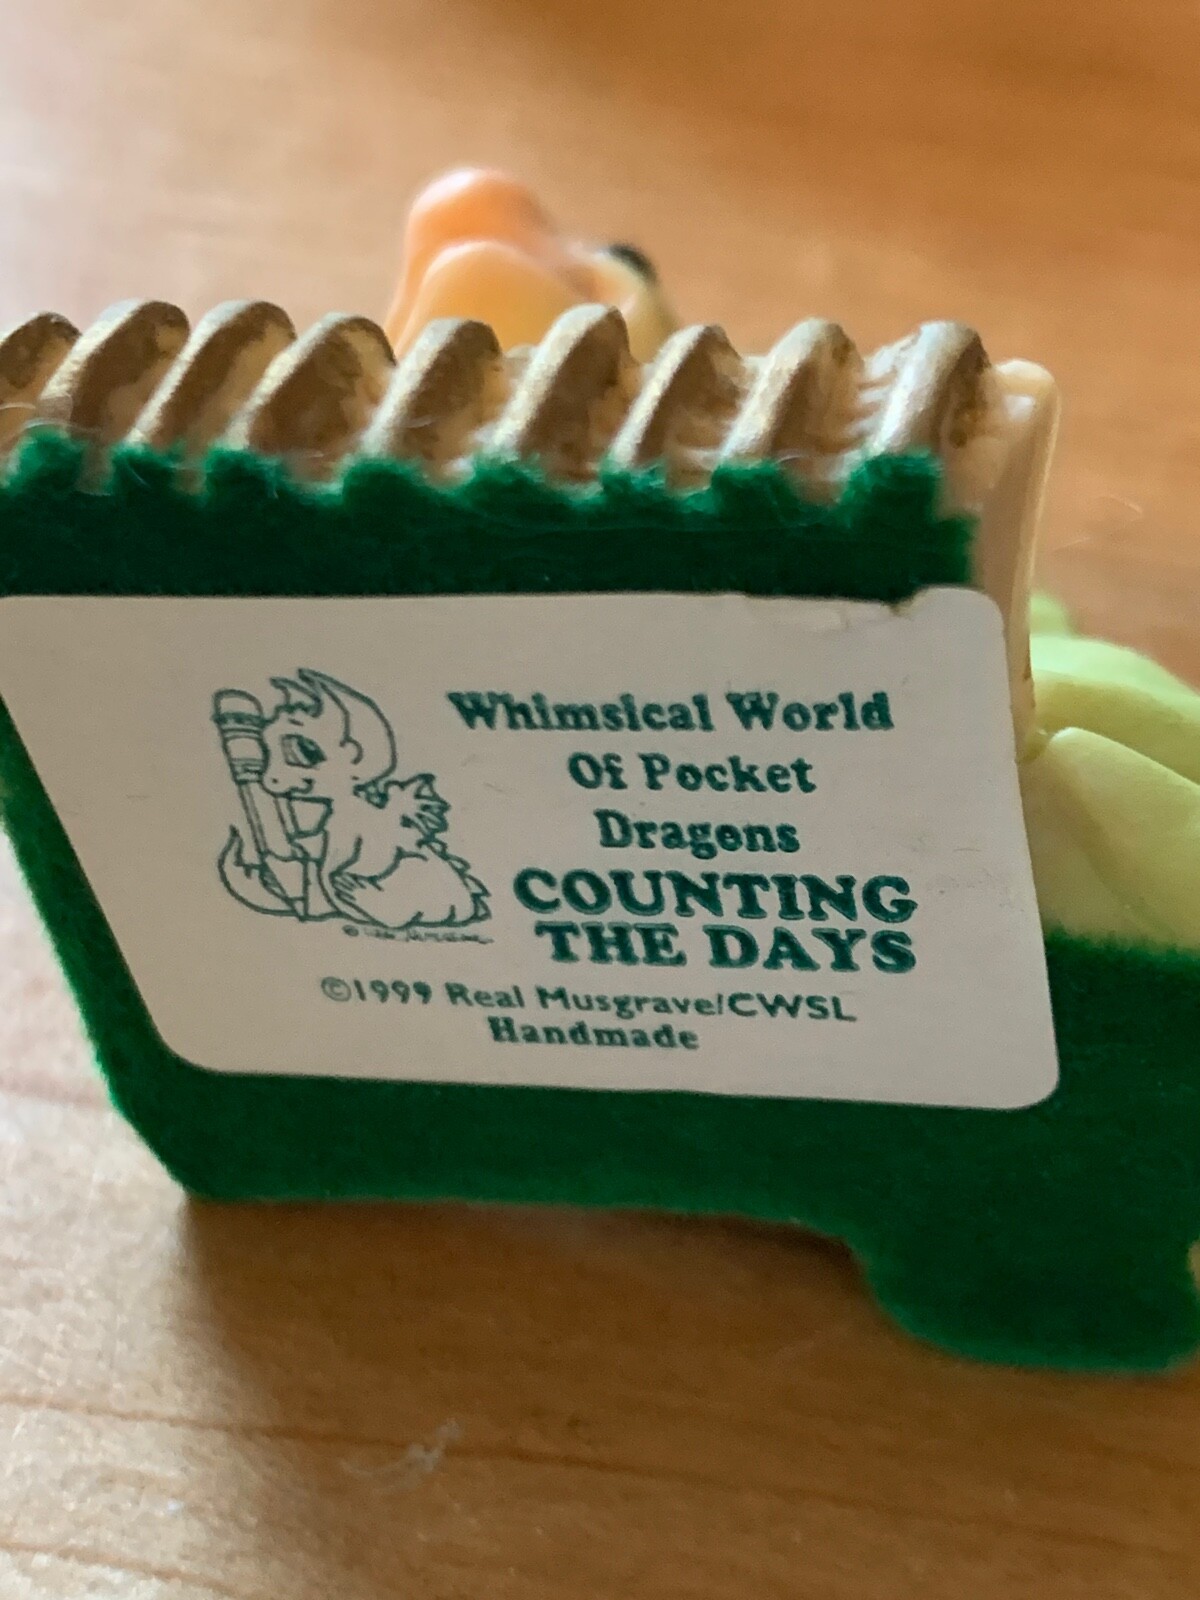 Whimsical World
Of Pocket
Dragons
COUNTING
THE DAYS
©1999 Real Musgrave/CWSL
Handmade